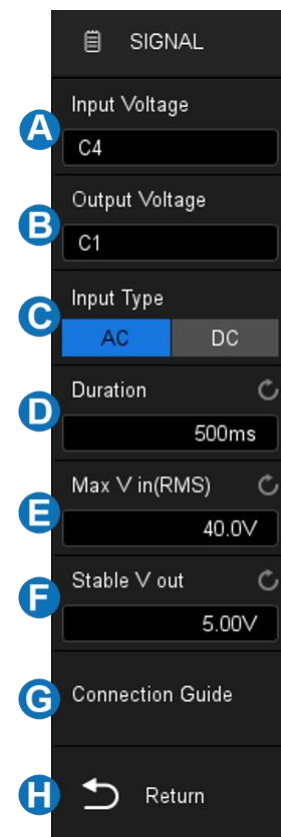 SIGNAL
A
Input Voltage
C4
B
Output Voltage
C1
C
Input Type
AC DC
D
Duration
500ms
E
Max V in(RMS)
40.0V
F
Stable V out
5.00V
G
Connection Guide
H
Return